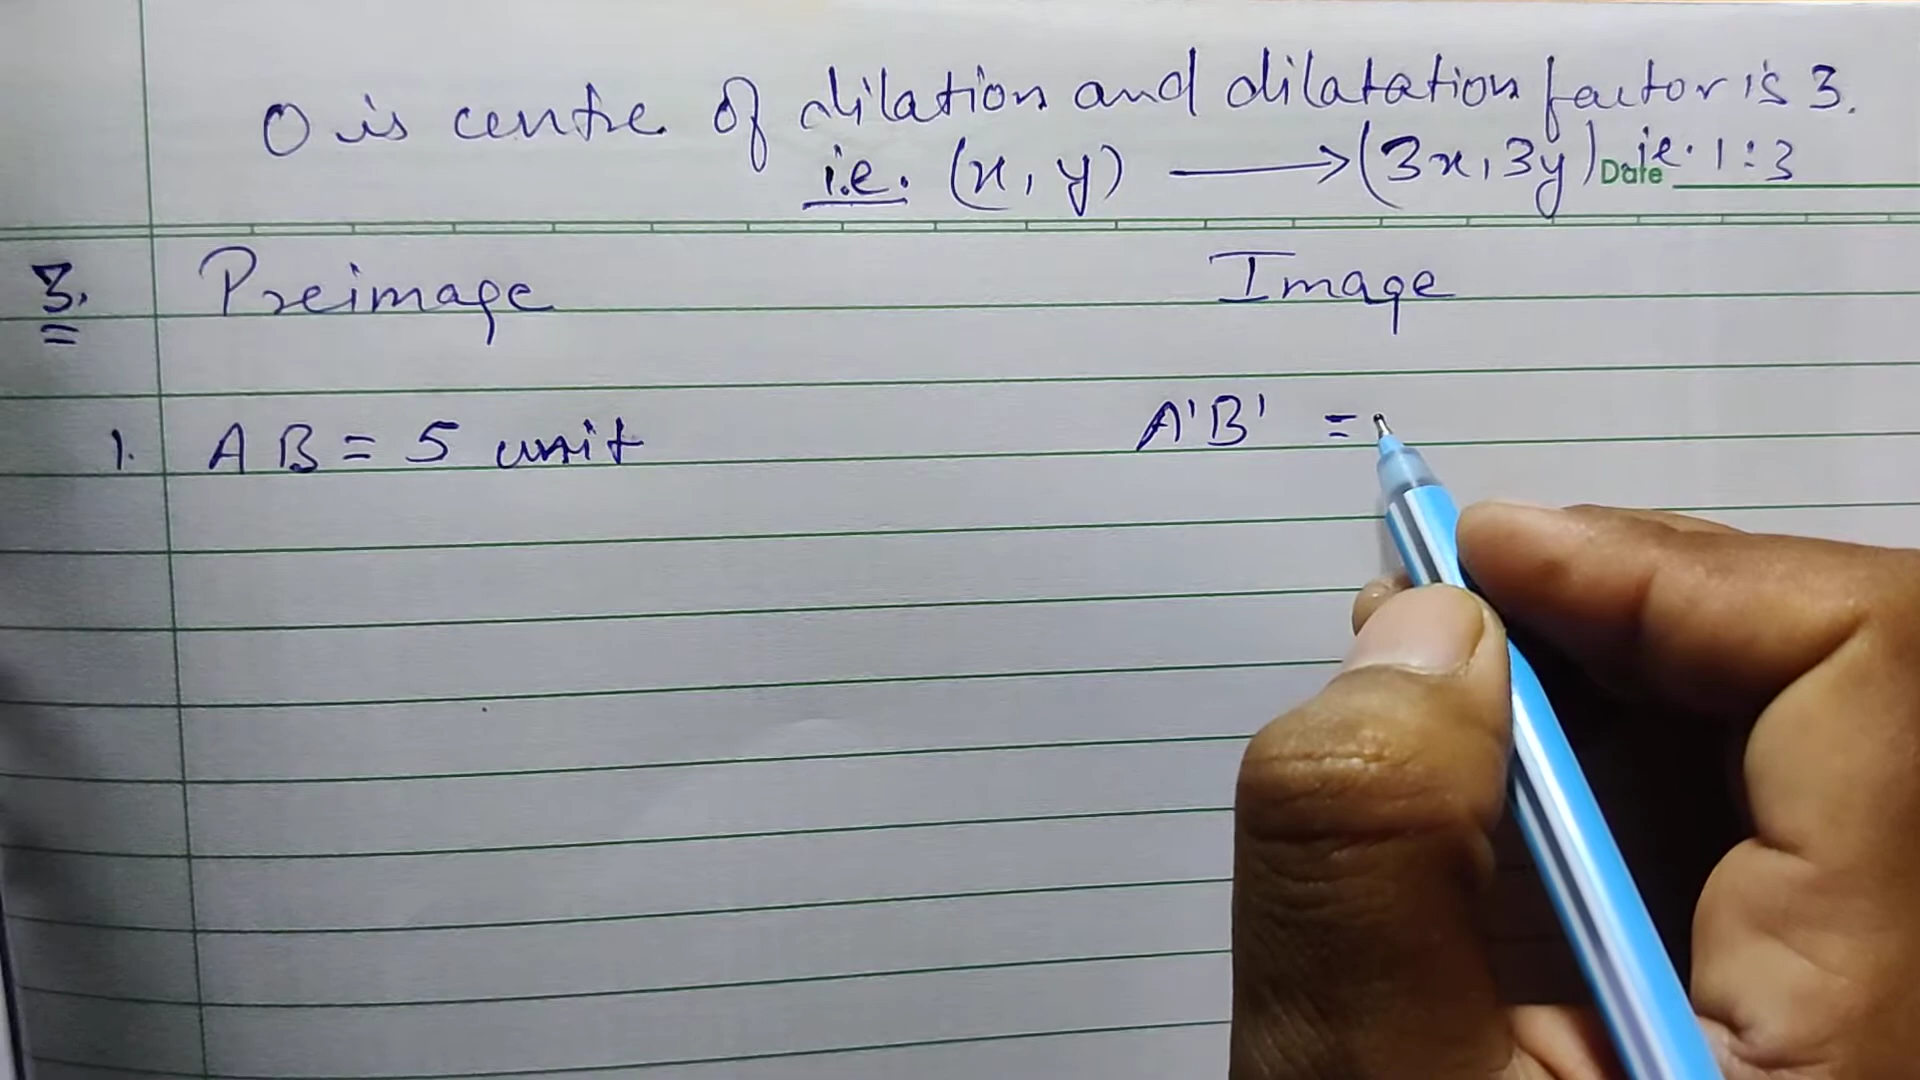 O is centre of dilation and dilatation factor is 3.
i.e. (x, y) ⟶ (3x, 3y) i.e. 1:3
Date
3. Preimage Image
1. AB = 5 unit A'B' =